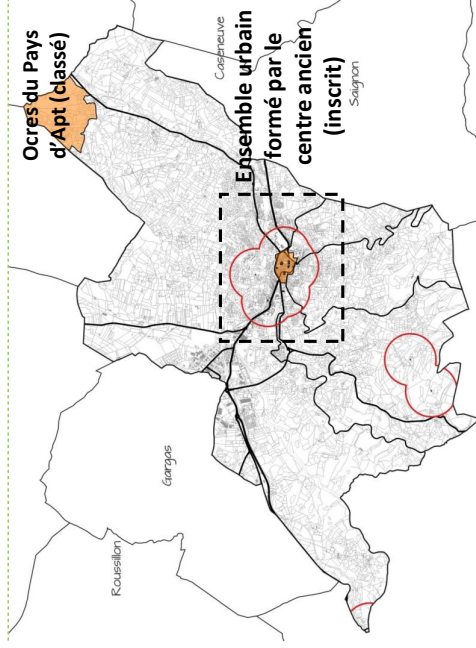 Ocres du Pays
d’Apt (classé)
Ensemble urbain
formé par le
centre ancien
(inscrit)
Caseneuve
Saignon
Gargas
Roussillon